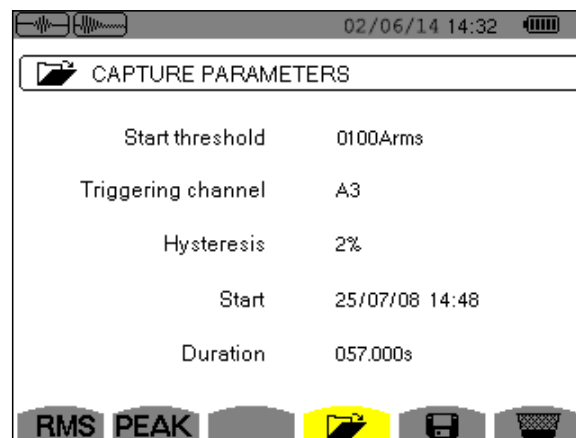 02/06/14 14:32
CAPTURE PARAMETERS
Start threshold 0100Arms
Triggering channel A3
Hysteresis 2%
Start 25/07/08 14:48
Duration 057.000s
RMS PEAK